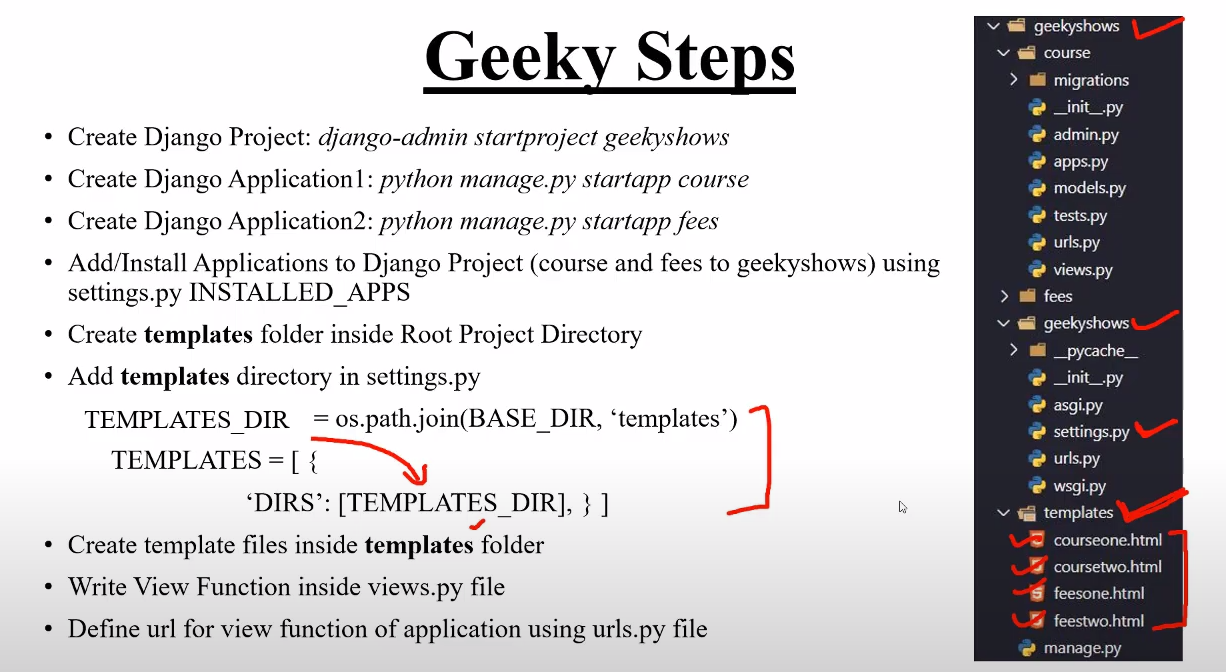 Geeky Steps
• Create Django Project: django-admin startproject geekyshows
• Create Django Application1: python manage.py startapp course
• Create Django Application2: python manage.py startapp fees
• Add/Install Applications to Django Project (course and fees to geekyshows) using
settings.py INSTALLED_APPS
• Create templates folder inside Root Project Directory
• Add templates directory in settings.py
TEMPLATES_DIR = os.path.join(BASE_DIR, ‘templates’)
TEMPLATES = [ {
‘DIRS’: [TEMPLATES_DIR], } ]
• Create template files inside templates folder
• Write View Function inside views.py file
• Define url for view function of application using urls.py file
geekyshows
course
migrations
__init__.py
admin.py
apps.py
models.py
tests.py
urls.py
views.py
fees
geekyshows
__pycache__
__init__.py
asgi.py
settings.py
urls.py
wsgi.py
templates
courseone.html
coursetwo.html
feesone.html
feestwo.html
manage.py